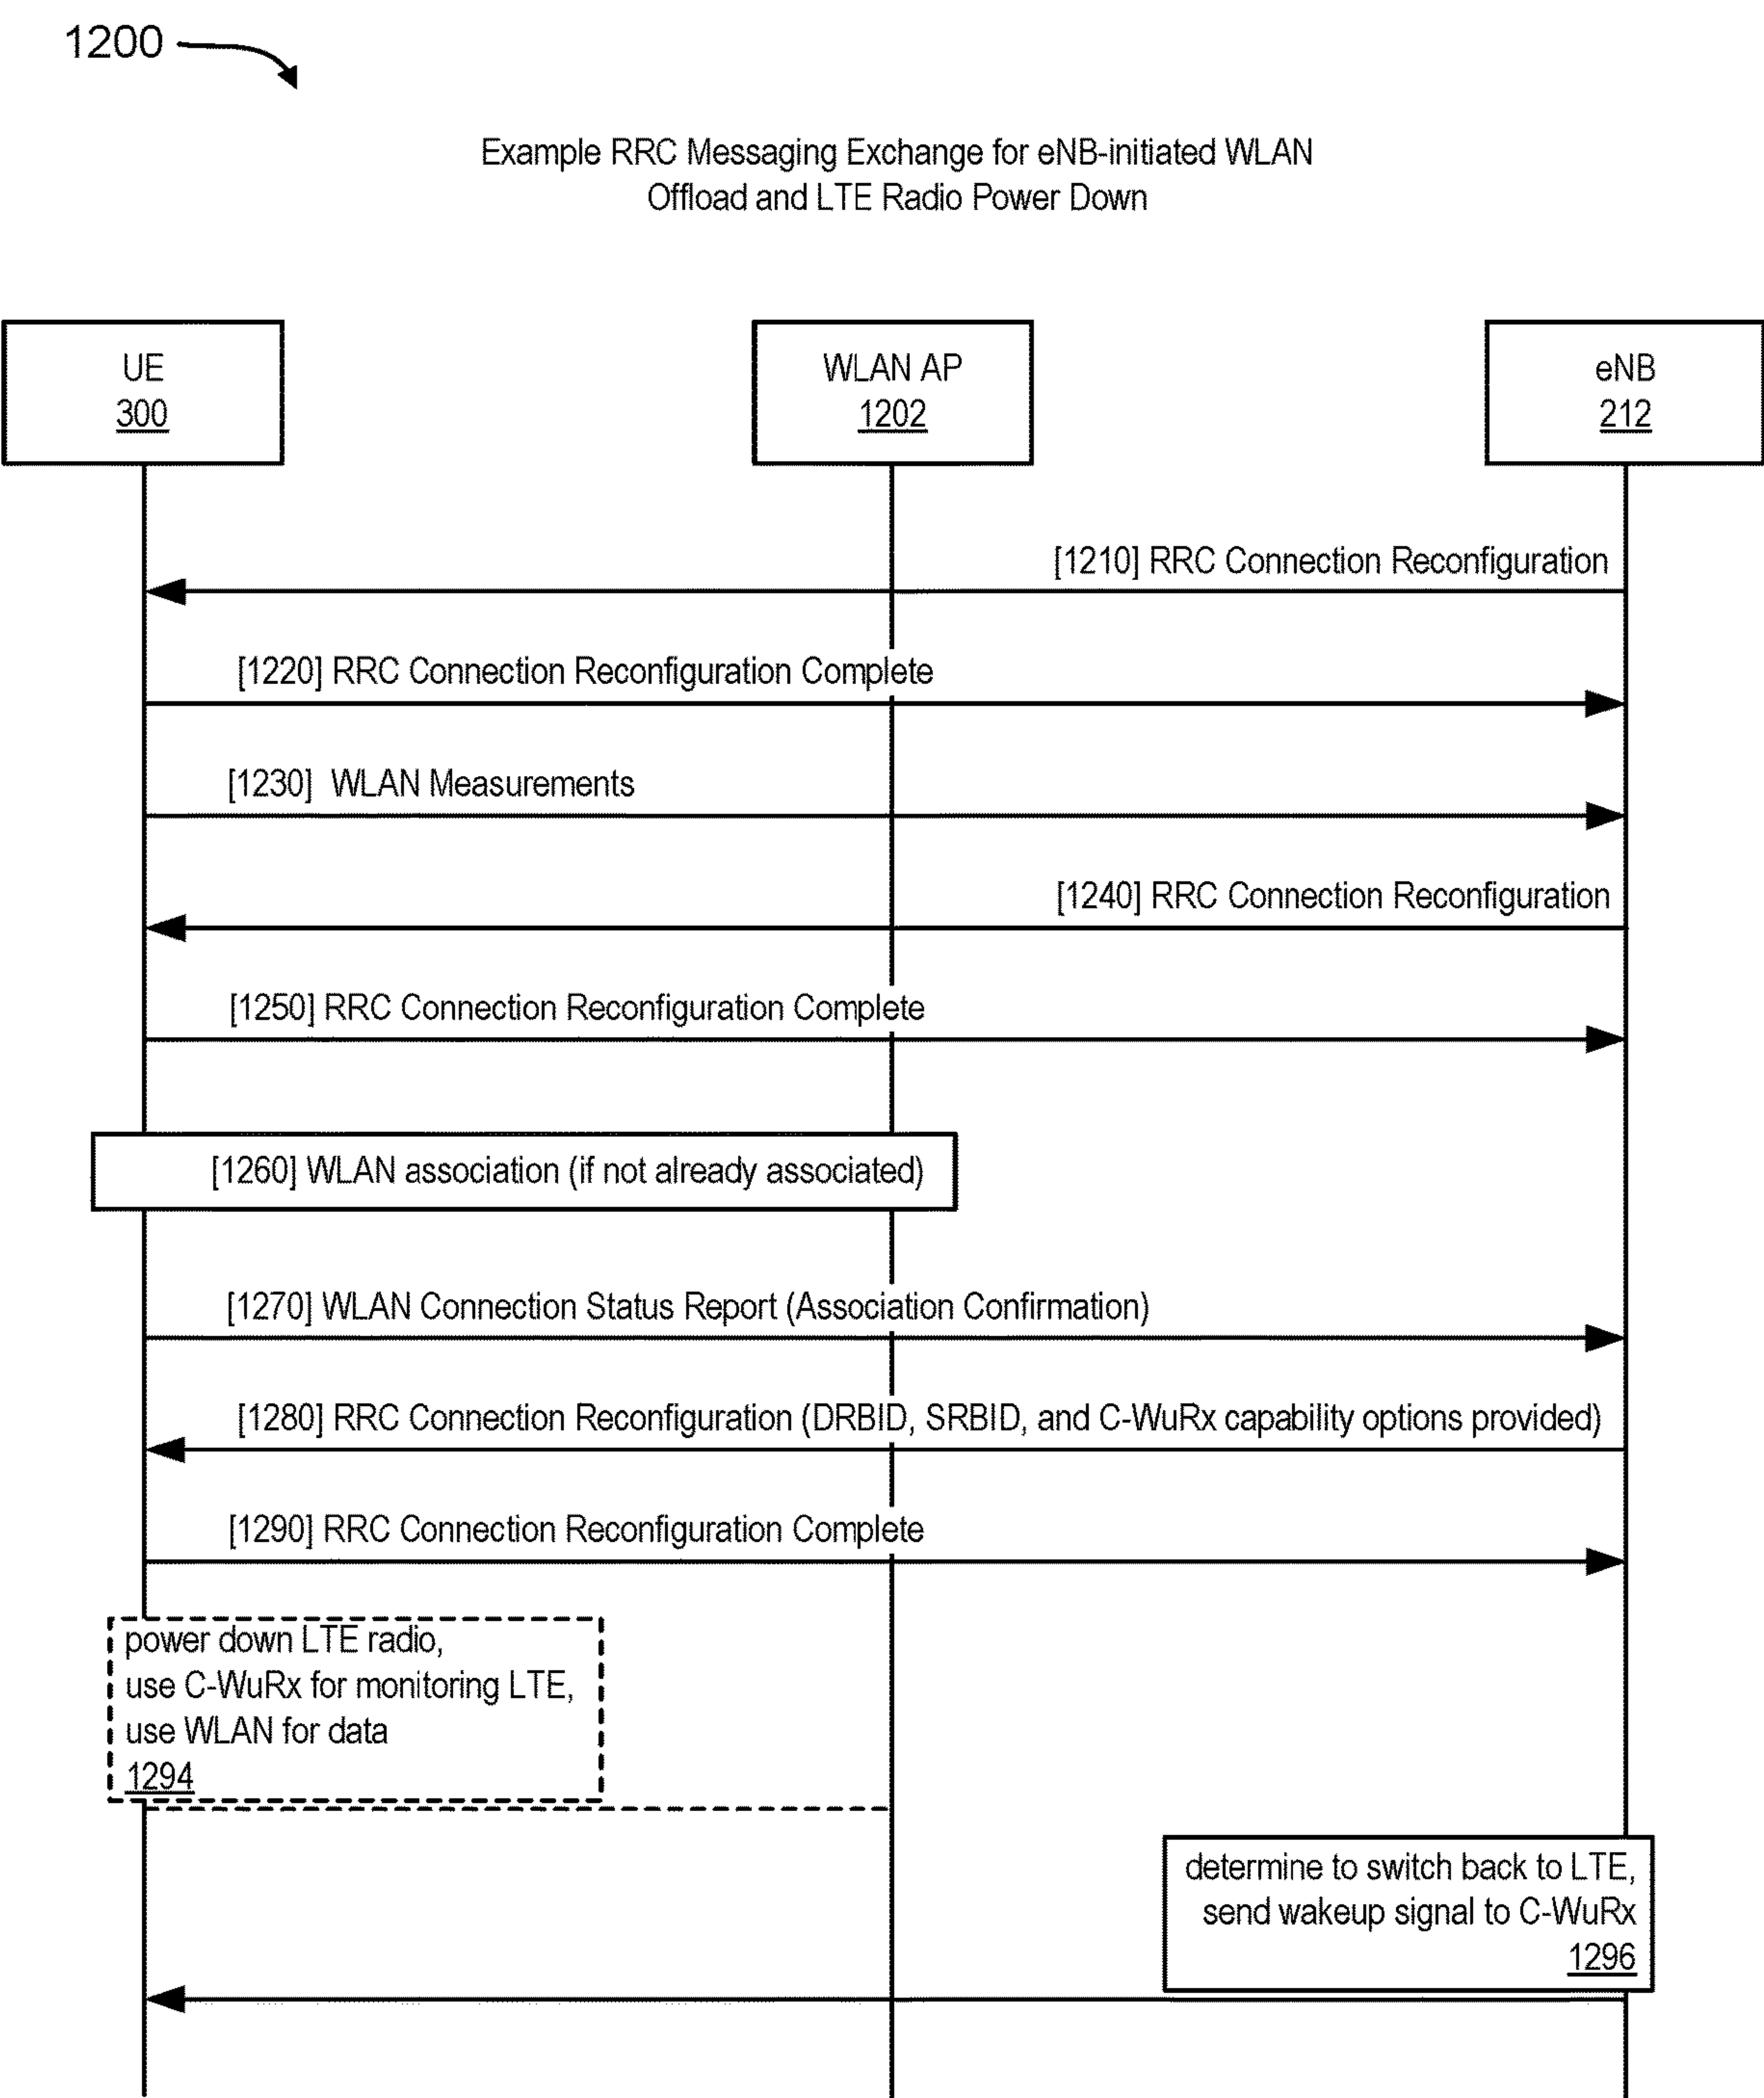 1200
Example RRC Messaging Exchange for eNB-initiated WLAN
Offload and LTE Radio Power Down
UE
300
WLAN AP
1202
eNB
212
[1210] RRC Connection Reconfiguration
[1220] RRC Connection Reconfiguration Complete
[1230] WLAN Measurements
[1240] RRC Connection Reconfiguration
[1250] RRC Connection Reconfiguration Complete
[1260] WLAN association (if not already associated)
[1270] WLAN Connection Status Report (Association Confirmation)
[1280] RRC Connection Reconfiguration (DRBID, SRBID, and C-WuRx capability options provided)
[1290] RRC Connection Reconfiguration Complete
power down LTE radio,
use C-WuRx for monitoring LTE,
use WLAN for data
1294
determine to switch back to LTE,
send wakeup signal to C-WuRx
1296